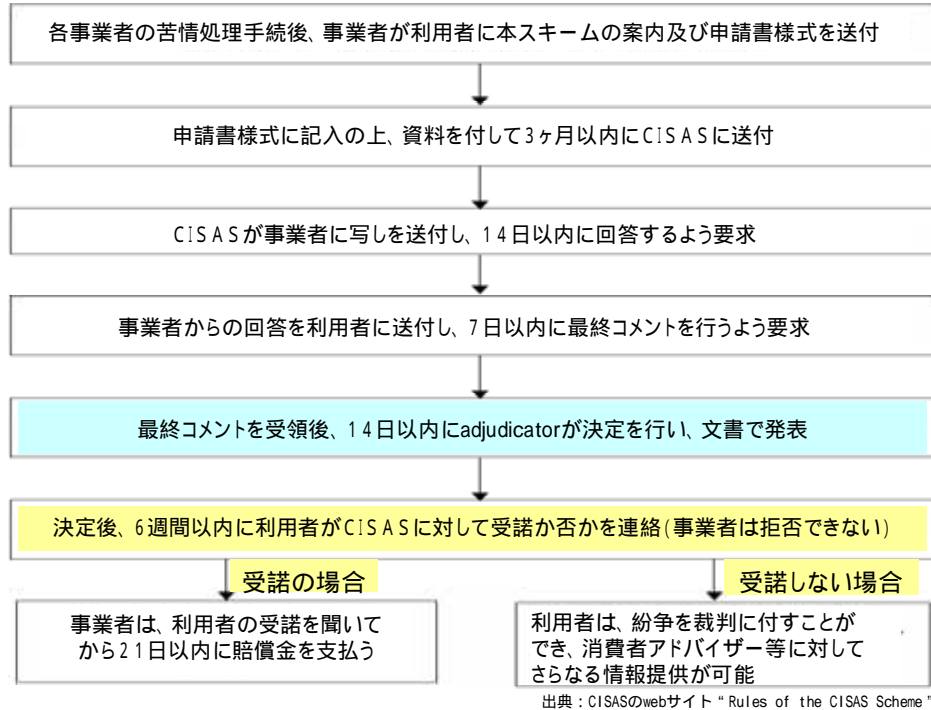 各事業者の苦情処理手続後、事業者が利用者に本スキームの案内及び申請書様式を送付
申請書様式に記入の上、資料を付して3ヶ月以内にCISASに送付
CISASが事業者に写しを送付し、14日以内に回答するよう要求
事業者からの回答を利用者に送付し、7日以内に最終コメントを行うよう要求
最終コメントを受領後、14日以内にadjudicatorが決定を行い、文書で発表
決定後、6週間以内に利用者がCISASに対して受諾か否かを連絡(事業者は拒否できない)
受諾の場合
事業者は、利用者の受諾を聞いて
から21日以内に賠償金を支払う
受諾しない場合
利用者は、紛争を裁判に付すことが
でき、消費者アドバイザー等に対して
さらなる情報提供が可能
出典：CISASのwebサイト“Rules of the CISAS Scheme”